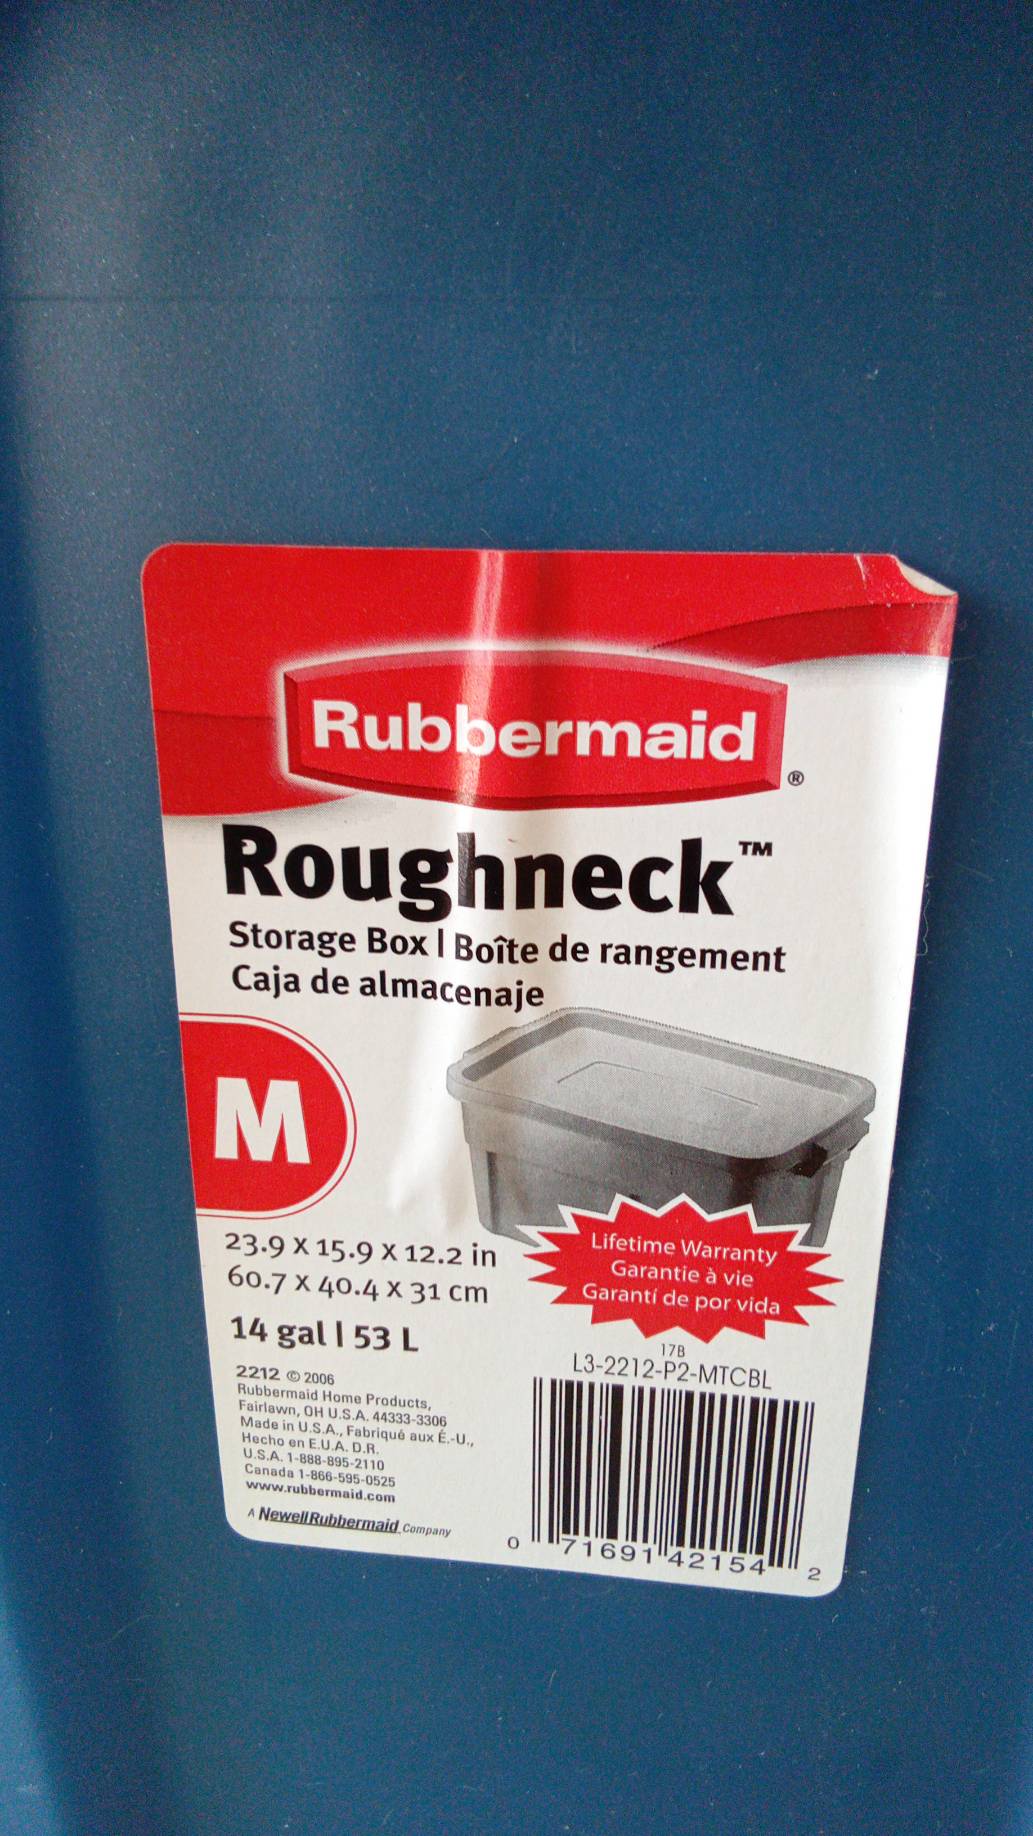 Rubbermaid®
Roughneck™
Storage Box | Boîte de rangement
Caja de almacenaje
M
23.9 x 15.9 x 12.2 in
60.7 x 40.4 x 31 cm
14 gal | 53 L
2212 © 2006
Rubbermaid Home Products,
Fairlawn, OH U.S.A. 44333-3306
Made in U.S.A., Fabriqué aux É.-U.,
Hecho en E.U.A. D.R.
U.S.A. 1-888-895-2110
Canada 1-866-595-0525
www.rubbermaid.com
A NewellRubbermaid Company
Lifetime Warranty
Garantie à vie
Garantí de por vida
17B
L3-2212-P2-MTCBL
0 71691 42154 2